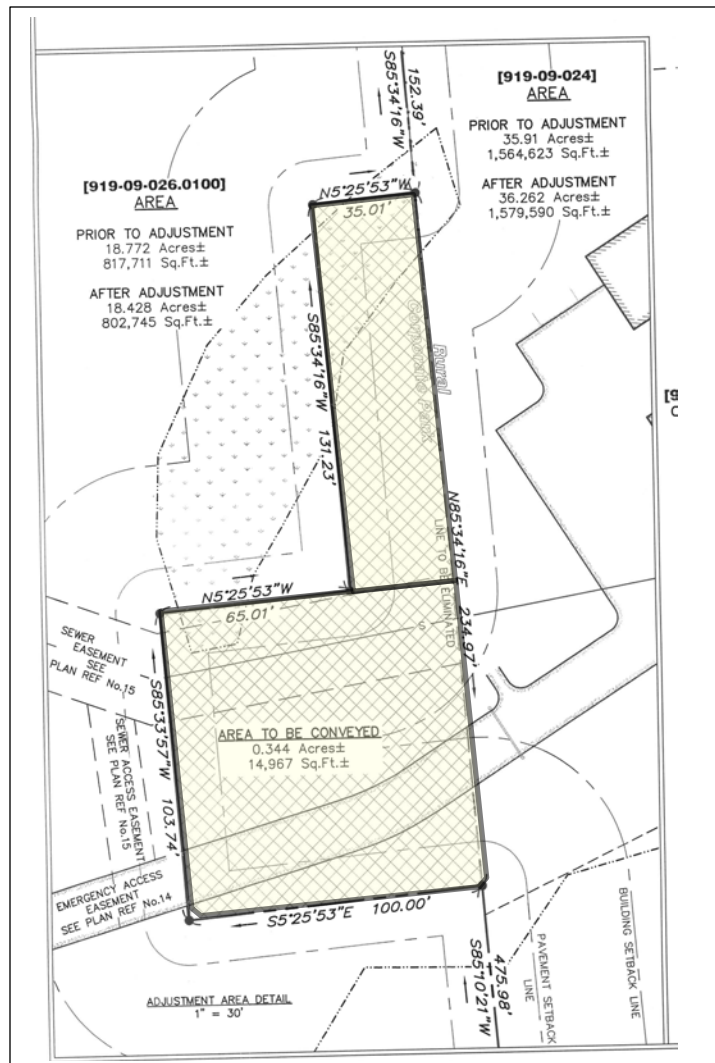 152.39'
S85°34'16"W
[919-09-024]
AREA
PRIOR TO ADJUSTMENT
35.91 Acres±
1,564,623 Sq.Ft.±
AFTER ADJUSTMENT
36.262 Acres±
1,579,590 Sq.Ft.±
[919-09-026.0100]
AREA
PRIOR TO ADJUSTMENT
18.772 Acres±
817,711 Sq.Ft.±
AFTER ADJUSTMENT
18.428 Acres±
802,745 Sq.Ft.±
N5°25'53"W
35.01'
Rural
Corporate Park
S85°34'16"W 131.23'
N85°34'16"E 234.97'
LINE TO BE ELIMINATED
N5°25'53"W
65.01'
S
SEWER
EASEMENT
SEE
PLAN REF No.15
SEWER ACCESS EASEMENT
SEE PLAN REF No.15
S85°33'57"W 103.74'
AREA TO BE CONVEYED
0.344 Acres±
14,967 Sq.Ft.±
EMERGENCY ACCESS
EASEMENT
SEE PLAN REF No.14
S5°25'53"E 100.00'
475.98'
S85°10'21"W
PAVEMENT SETBACK
LINE
BUILDING SETBACK LINE
ADJUSTMENT AREA DETAIL
1" = 30'